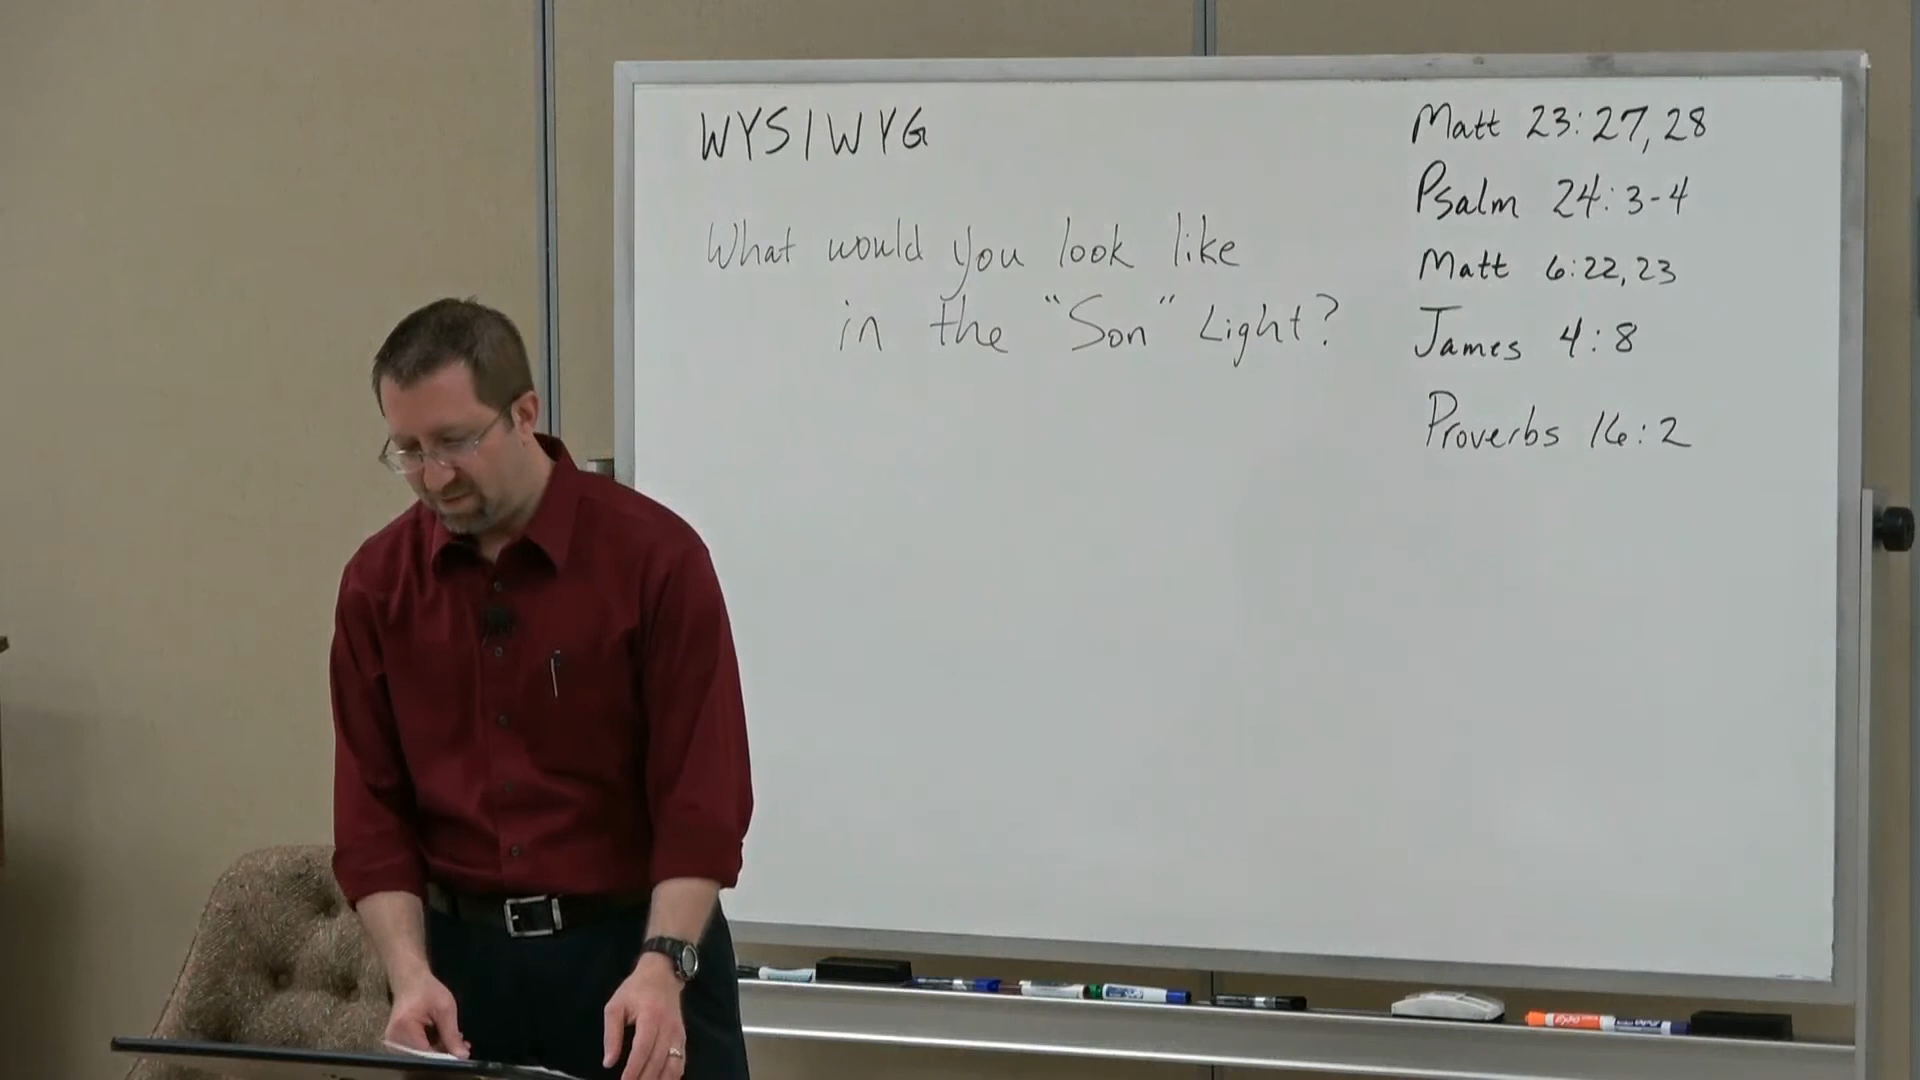 WYSIWYG
What would you look like
in the "Son" Light?
Matt 23:27,28
Psalm 24:3-4
Matt 6:22,23
James 4:8
Proverbs 16:2
EXPO